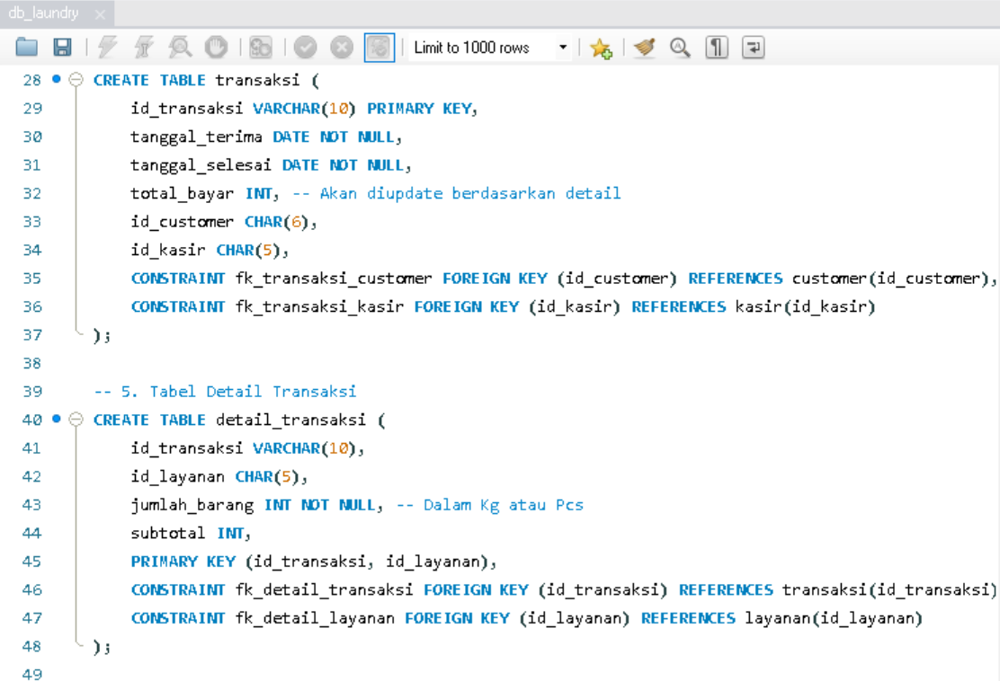 db_laundry
Limit to 1000 rows
28 CREATE TABLE transaksi (
29 id_transaksi VARCHAR(10) PRIMARY KEY,
30 tanggal_terima DATE NOT NULL,
31 tanggal_selesai DATE NOT NULL,
32 total_bayar INT, -- Akan diupdate berdasarkan detail
33 id_customer CHAR(6),
34 id_kasir CHAR(5),
35 CONSTRAINT fk_transaksi_customer FOREIGN KEY (id_customer) REFERENCES customer(id_customer),
36 CONSTRAINT fk_transaksi_kasir FOREIGN KEY (id_kasir) REFERENCES kasir(id_kasir)
37 );
38
39 -- 5. Tabel Detail Transaksi
40 CREATE TABLE detail_transaksi (
41 id_transaksi VARCHAR(10),
42 id_layanan CHAR(5),
43 jumlah_barang INT NOT NULL, -- Dalam Kg atau Pcs
44 subtotal INT,
45 PRIMARY KEY (id_transaksi, id_layanan),
46 CONSTRAINT fk_detail_transaksi FOREIGN KEY (id_transaksi) REFERENCES transaksi(id_transaksi)
47 CONSTRAINT fk_detail_layanan FOREIGN KEY (id_layanan) REFERENCES layanan(id_layanan)
48 );
49